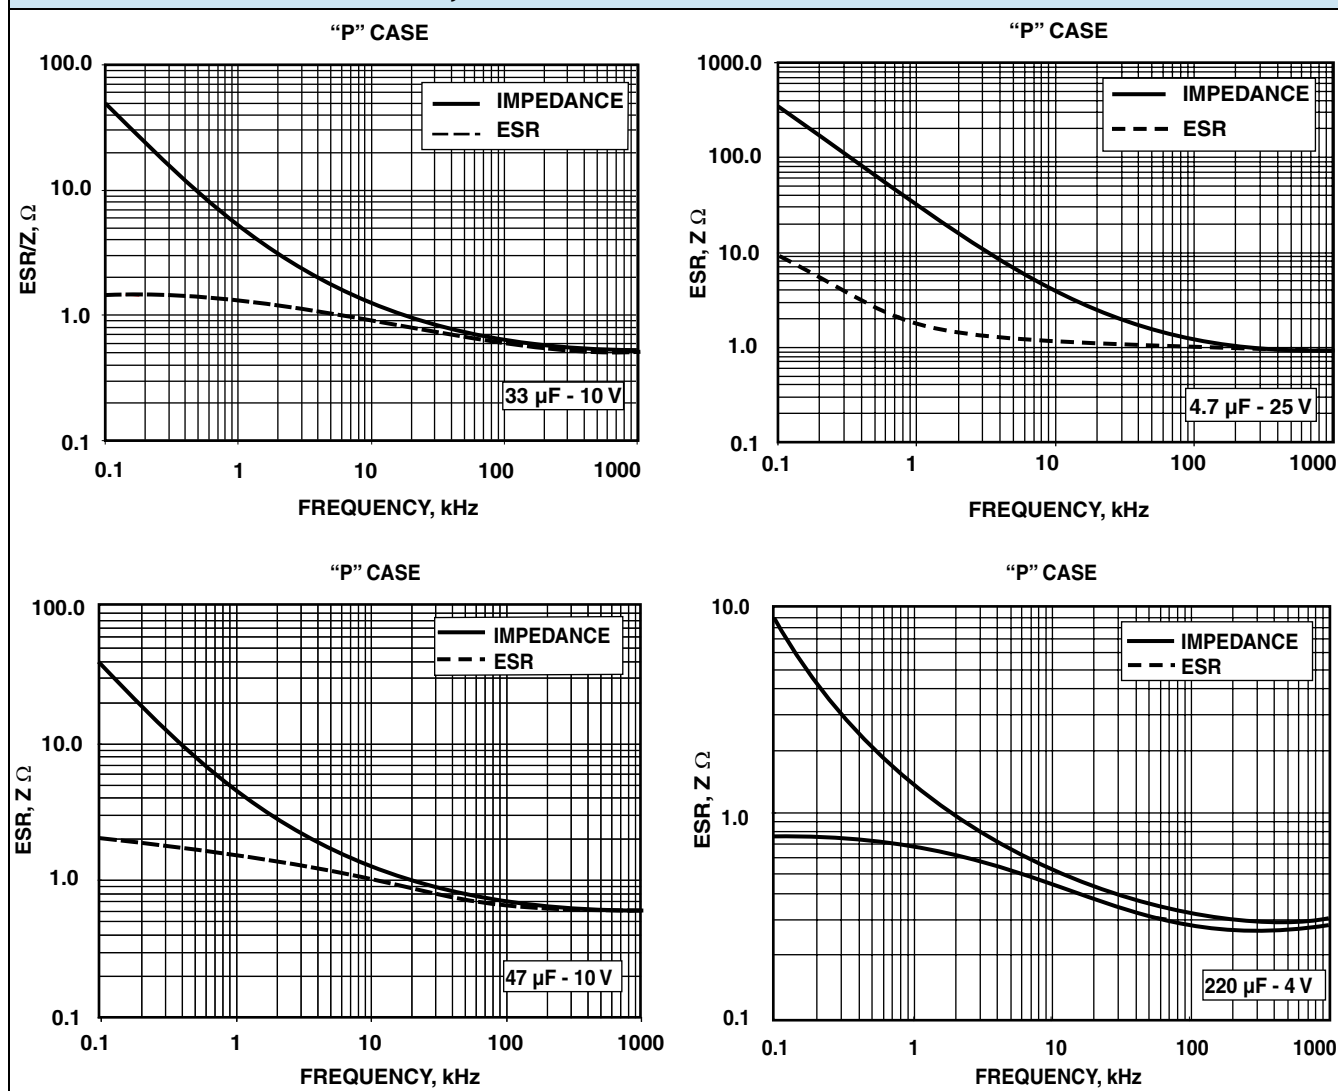 “P” CASE
100.0
10.0
1.0
0.1
ESR/Z, Ω
IMPEDANCE
ESR
33 µF - 10 V
0.1 1 10 100 1000
FREQUENCY, kHz
“P” CASE
1000.0
100.0
10.0
1.0
0.1
ESR, Z Ω
IMPEDANCE
ESR
4.7 µF - 25 V
0.1 1 10 100 1000
FREQUENCY, kHz
“P” CASE
100.0
10.0
1.0
0.1
ESR, Z Ω
IMPEDANCE
ESR
47 µF - 10 V
0.1 1 10 100 1000
FREQUENCY, kHz
“P” CASE
10.0
1.0
0.1
ESR, Z Ω
IMPEDANCE
ESR
220 µF - 4 V
0.1 1 10 100 1000
FREQUENCY, kHz